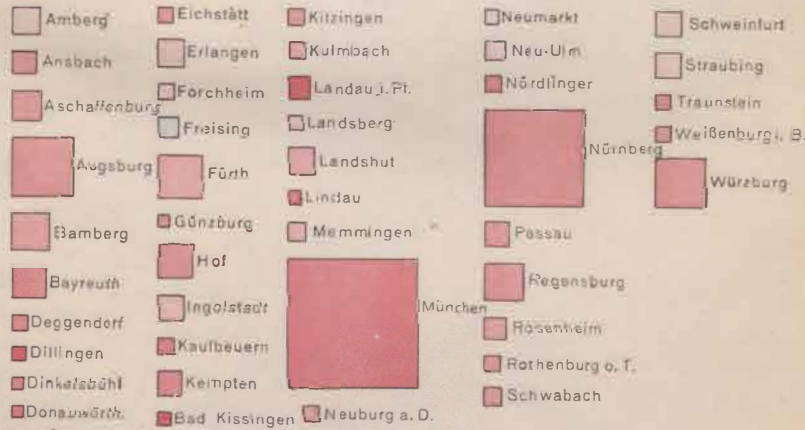 Amberg
Ansbach
Aschaffenburg
Augsburg
Bamberg
Bayreuth
Deggendorf
Dillingen
Dinkelsbühl
Donauwörth
Eichstätt
Erlangen
Forchheim
Freising
Fürth
Günzburg
Hof
Ingolstadt
Kaufbeuern
Kempten
Bad Kissingen
Kitzingen
Kulmbach
Landau i. Pf.
Landsberg
Landshut
Lindau
Memmingen
München
Neuburg a. D.
Neumarkt
Neu-Ulm
Nördlinger
Nürnberg
Passau
Regensburg
Rosenheim
Rothenburg o. T.
Schwabach
Schweinfurt
Straubing
Traunstein
Weißenburg i. B.
Würzburg